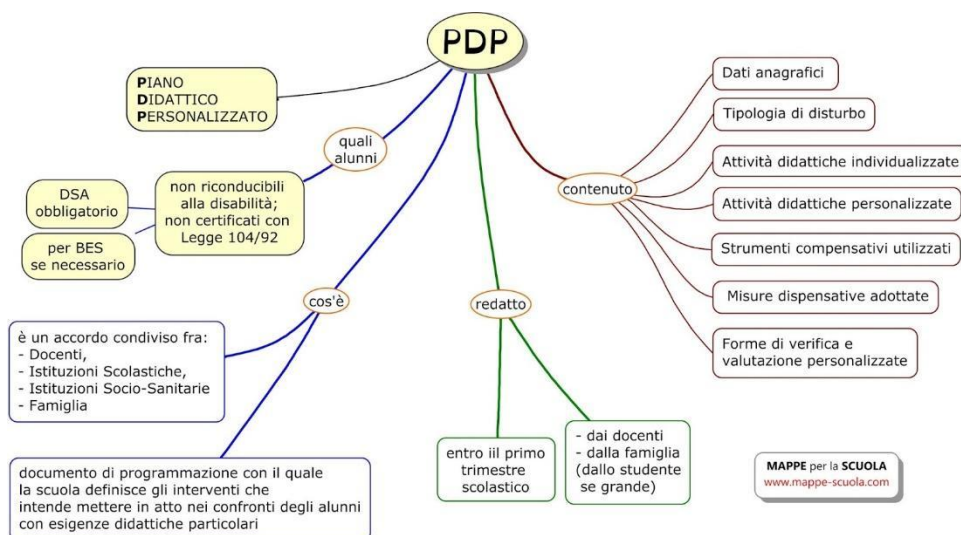 PDP
PIANO
DIDATTICO
PERSONALIZZATO
quali
alunni
non riconducibili
alla disabilità;
non certificati con
Legge 104/92
DSA
obbligatorio
per BES
se necessario
cos'è
è un accordo condiviso fra:
- Docenti,
- Istituzioni Scolastiche,
- Istituzioni Socio-Sanitarie
- Famiglia
documento di programmazione con il quale
la scuola definisce gli interventi che
intende mettere in atto nei confronti degli alunni
con esigenze didattiche particolari
redatto
entro iil primo
trimestre
scolastico
- dai docenti
- dalla famiglia
(dallo studente
se grande)
contenuto
Dati anagrafici
Tipologia di disturbo
Attività didattiche individualizzate
Attività didattiche personalizzate
Strumenti compensativi utilizzati
Misure dispensative adottate
Forme di verifica e
valutazione personalizzate
MAPPE per la SCUOLA
www.mappe-scuola.com